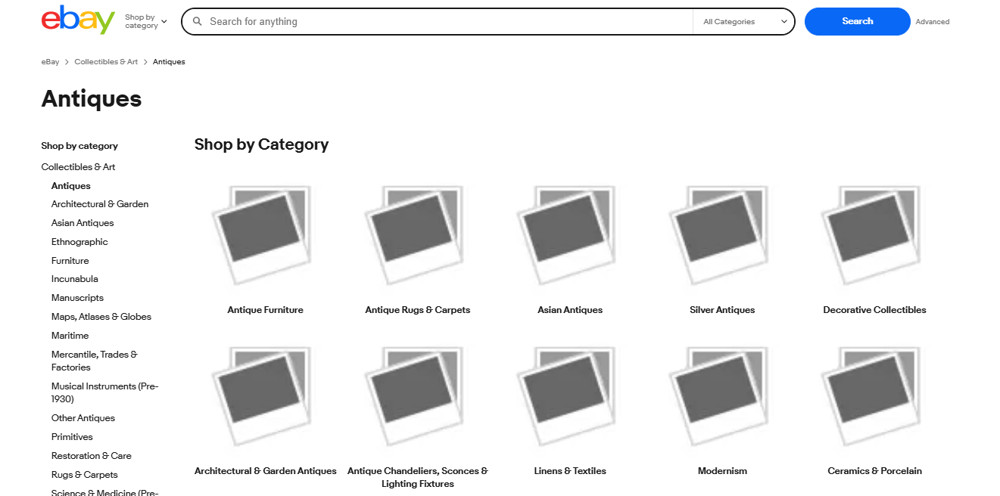 ebay
Shop by
category
Search for anything
All Categories
Search
Advanced
eBay > Collectibles & Art > Antiques
Antiques
Shop by category
Collectibles & Art
Antiques
Architectural & Garden
Asian Antiques
Ethnographic
Furniture
Incunabula
Manuscripts
Maps, Atlases & Globes
Maritime
Mercantile, Trades &
Factories
Musical Instruments (Pre-
1930)
Other Antiques
Primitives
Restoration & Care
Rugs & Carpets
Science & Medicine (Pre-
Shop by Category
Antique Furniture
Antique Rugs & Carpets
Asian Antiques
Silver Antiques
Decorative Collectibles
Architectural & Garden Antiques
Antique Chandeliers, Sconces &
Lighting Fixtures
Linens & Textiles
Modernism
Ceramics & Porcelain